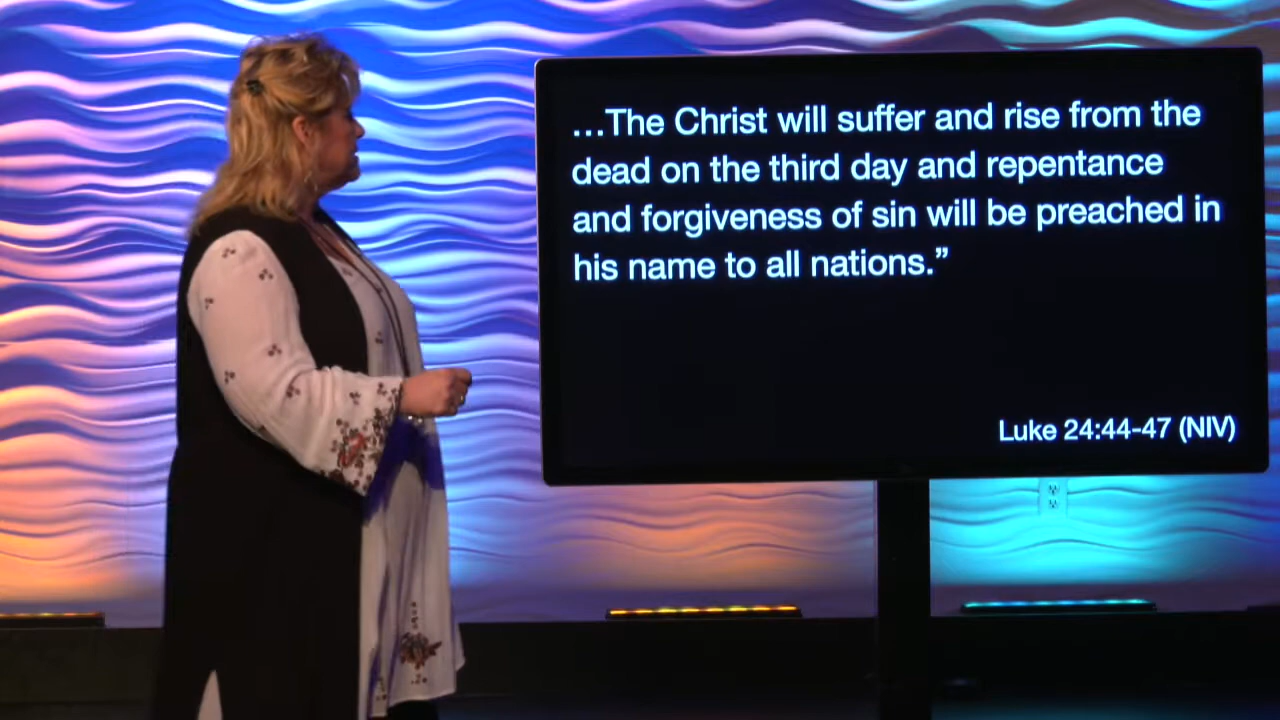 …The Christ will suffer and rise from the
dead on the third day and repentance
and forgiveness of sin will be preached in
his name to all nations.”
Luke 24:44-47 (NIV)